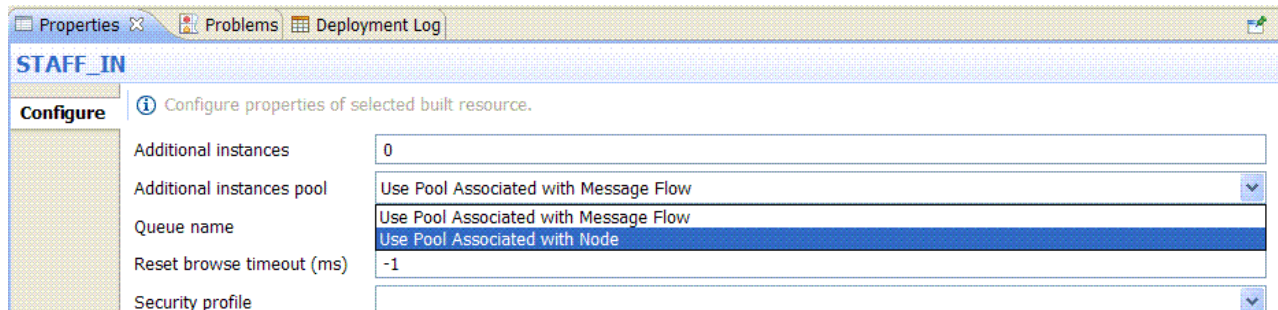 Properties Problems Deployment Log
STAFF_IN
Configure
Configure properties of selected built resource.
Additional instances 0
Additional instances pool Use Pool Associated with Message Flow
Use Pool Associated with Message Flow
Queue name
Use Pool Associated with Node
Reset browse timeout (ms) -1
Security profile